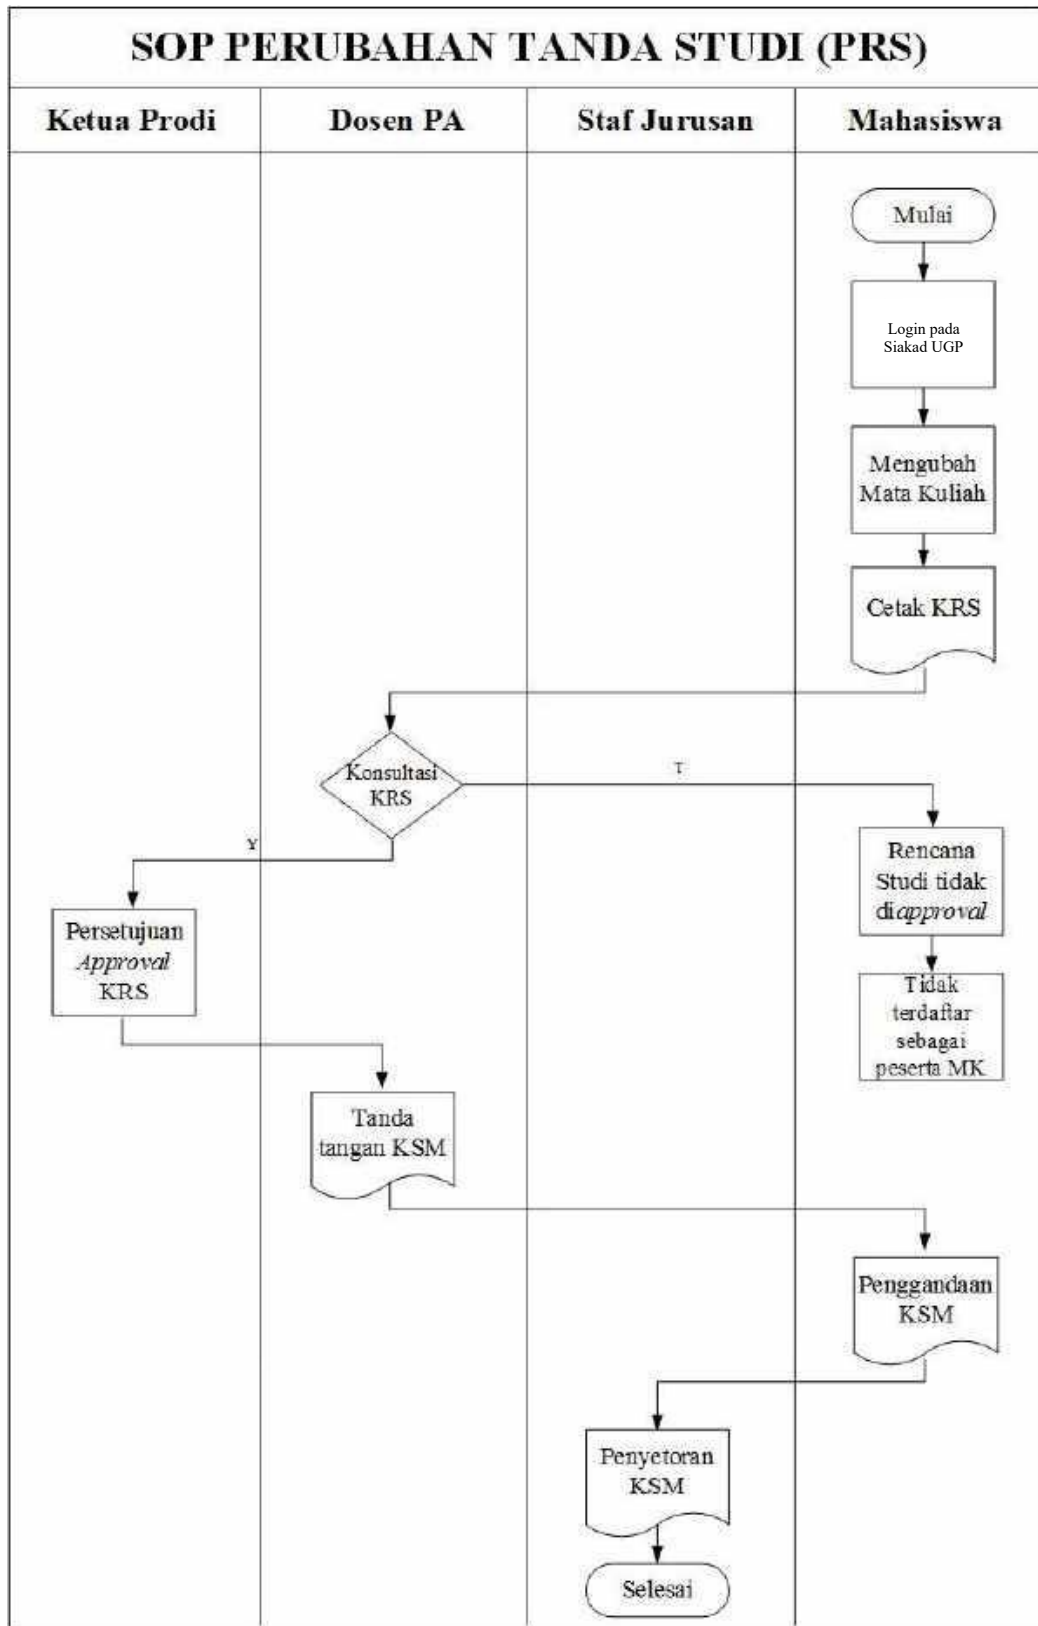 SOP PERUBAHAN TANDA STUDI (PRS)
Ketua Prodi
Dosen PA
Staf Jurusan
Mahasiswa
Mulai
Login pada
Siakad UGP
Mengubah
Mata Kuliah
Cetak KRS
Konsultasi
KRS
T
Y
Rencana
Studi tidak
diapproval
Persetujuan
Approval
KRS
Tidak
terdaftar
sebagai
peserta MK
Tanda
tangan KSM
Penggandaan
KSM
Penyetoran
KSM
Selesai